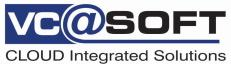 VC@SOFT
CLOUD Integrated Solutions